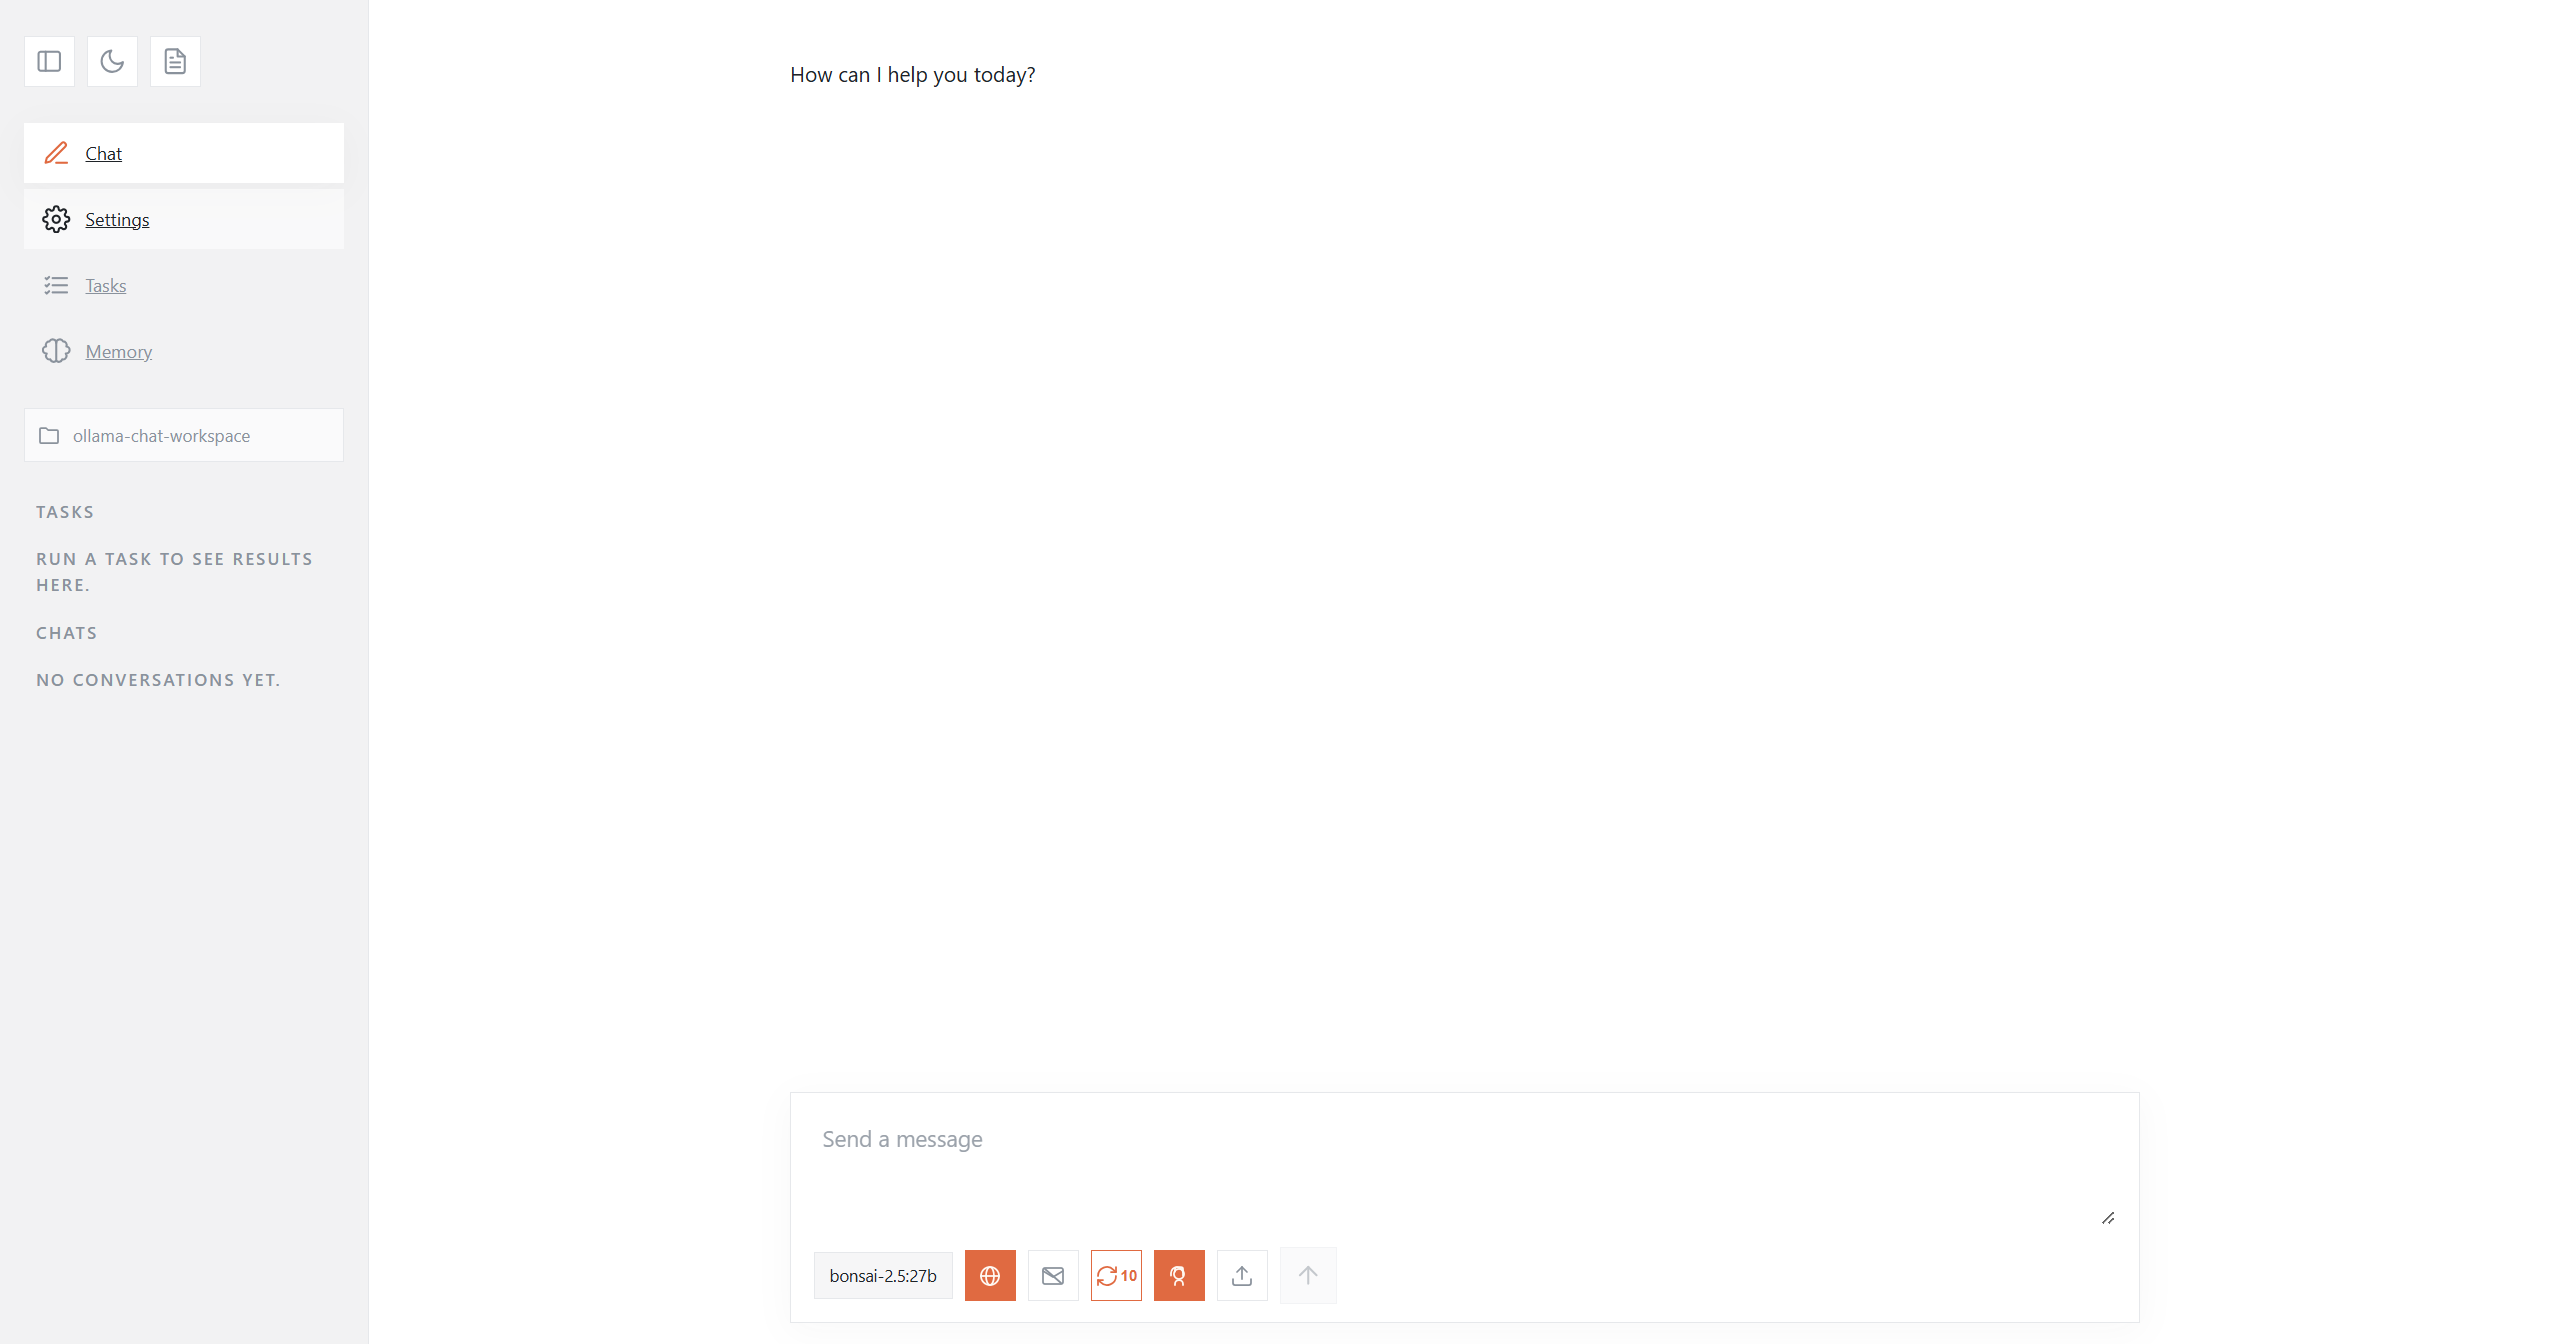 How can I help you today?
Chat
Settings
Tasks
Memory
ollama-chat-workspace
TASKS
RUN A TASK TO SEE RESULTS
HERE.
CHATS
NO CONVERSATIONS YET.
Send a message
bonsai-2.5:27b
10